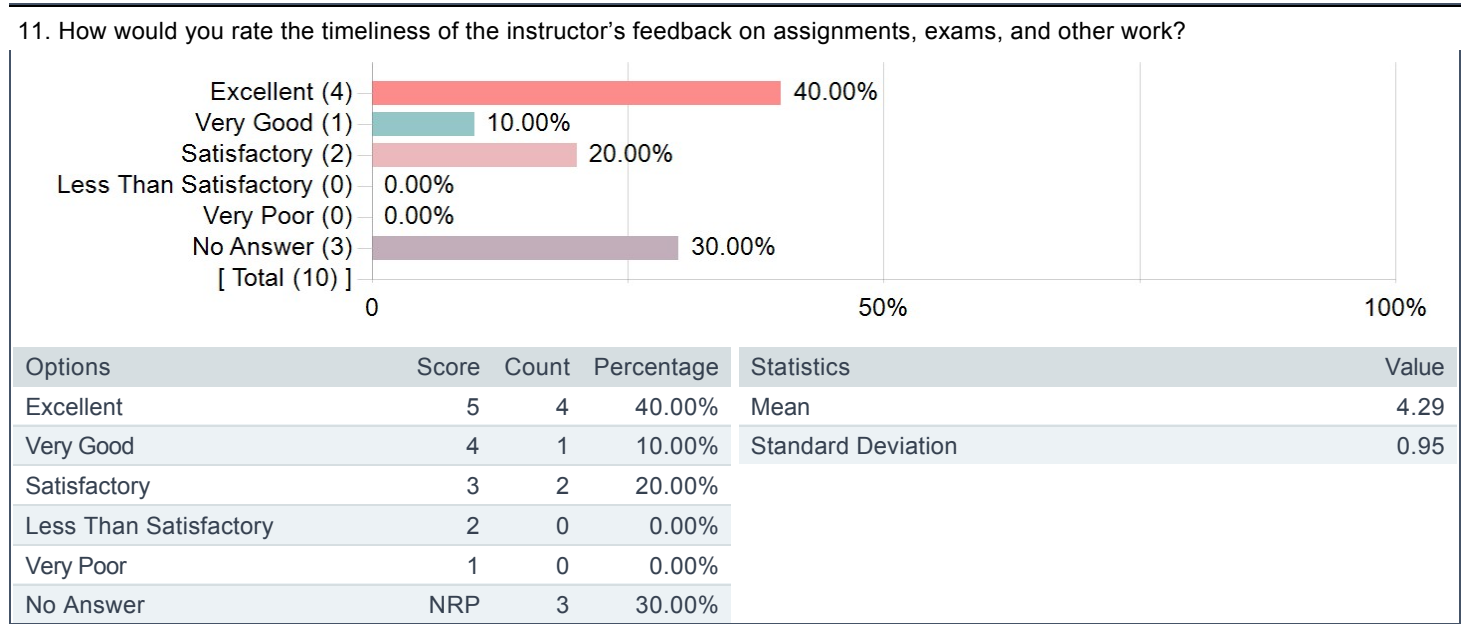 11. How would you rate the timeliness of the instructor’s feedback on assignments, exams, and other work?
Excellent (4) 40.00%
Very Good (1) 10.00%
Satisfactory (2) 20.00%
Less Than Satisfactory (0) 0.00%
Very Poor (0) 0.00%
No Answer (3) 30.00%
[ Total (10) ]
0 50% 100%
Options Score Count Percentage
Excellent 5 4 40.00%
Very Good 4 1 10.00%
Satisfactory 3 2 20.00%
Less Than Satisfactory 2 0 0.00%
Very Poor 1 0 0.00%
No Answer NRP 3 30.00%
Statistics Value
Mean 4.29
Standard Deviation 0.95